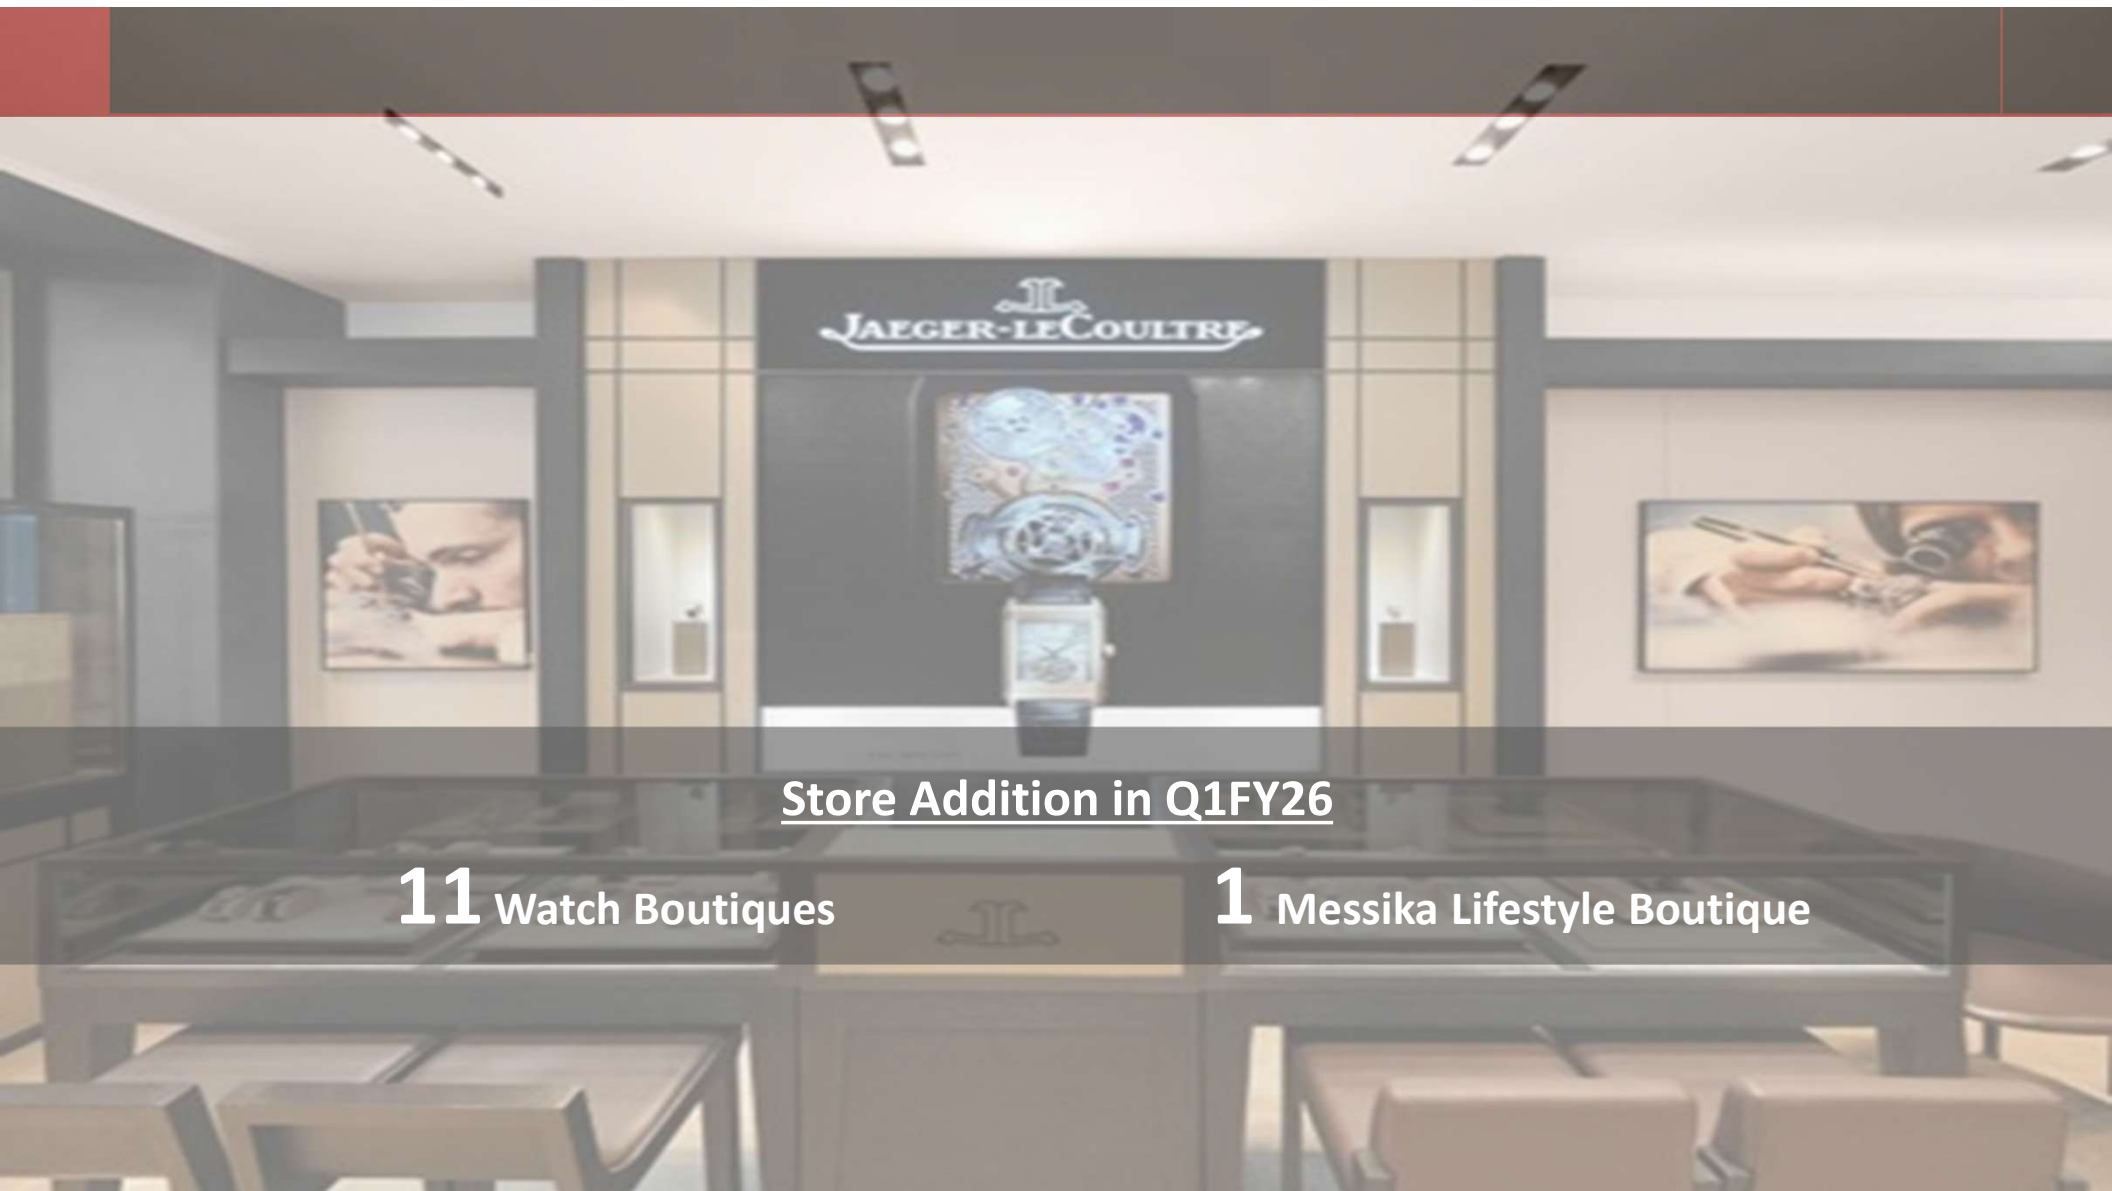 JAEGER-LECOULTRE
Store Addition in Q1FY26
11 Watch Boutiques
1 Messika Lifestyle Boutique